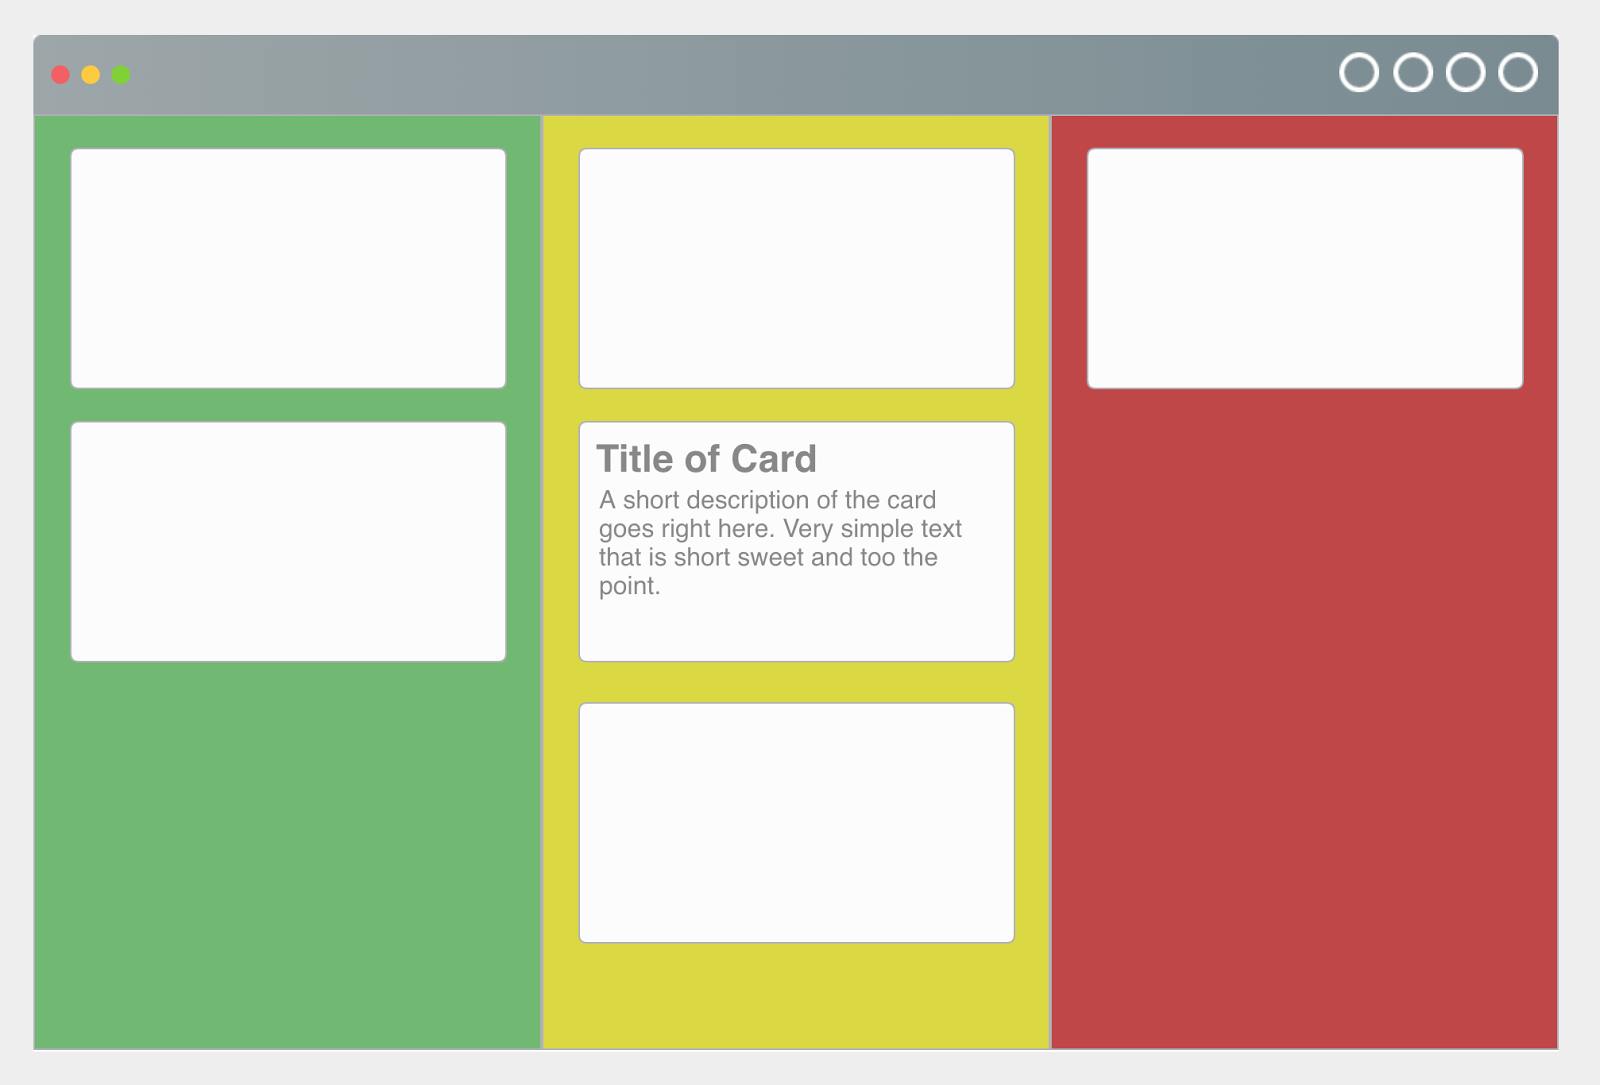 Title of Card
A short description of the card
goes right here. Very simple text
that is short sweet and too the
point.